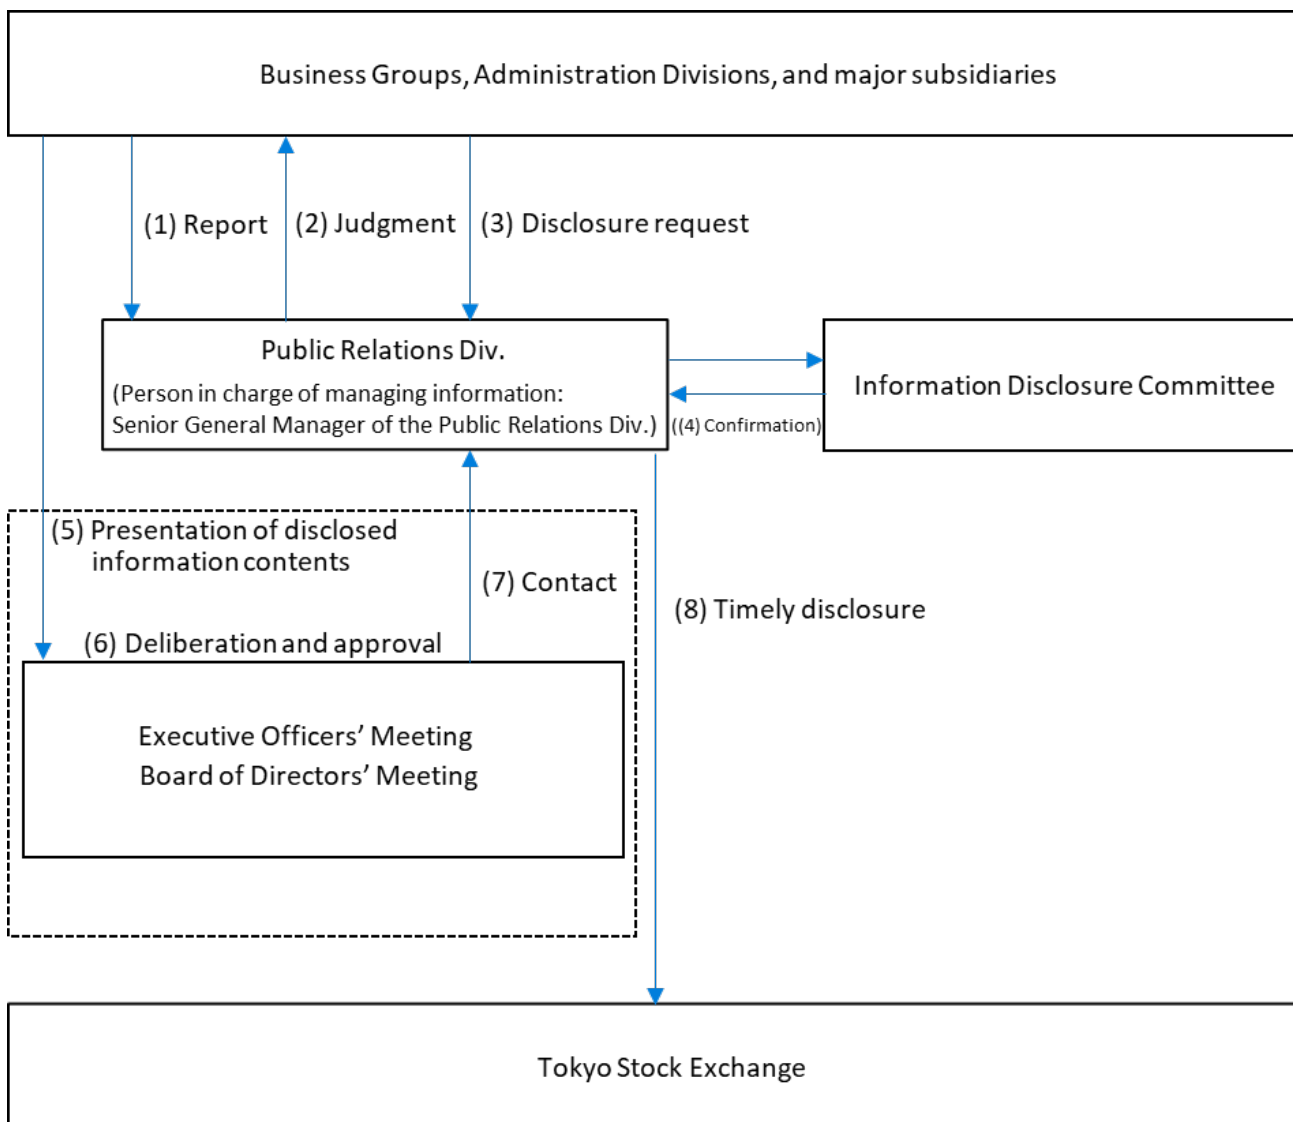 Business Groups, Administration Divisions, and major subsidiaries
(1) Report
(2) Judgment
(3) Disclosure request
Public Relations Div.
(Person in charge of managing information:
Senior General Manager of the Public Relations Div.)
((4) Confirmation)
Information Disclosure Committee
(5) Presentation of disclosed
information contents
(7) Contact
(8) Timely disclosure
(6) Deliberation and approval
Executive Officers’ Meeting
Board of Directors’ Meeting
Tokyo Stock Exchange